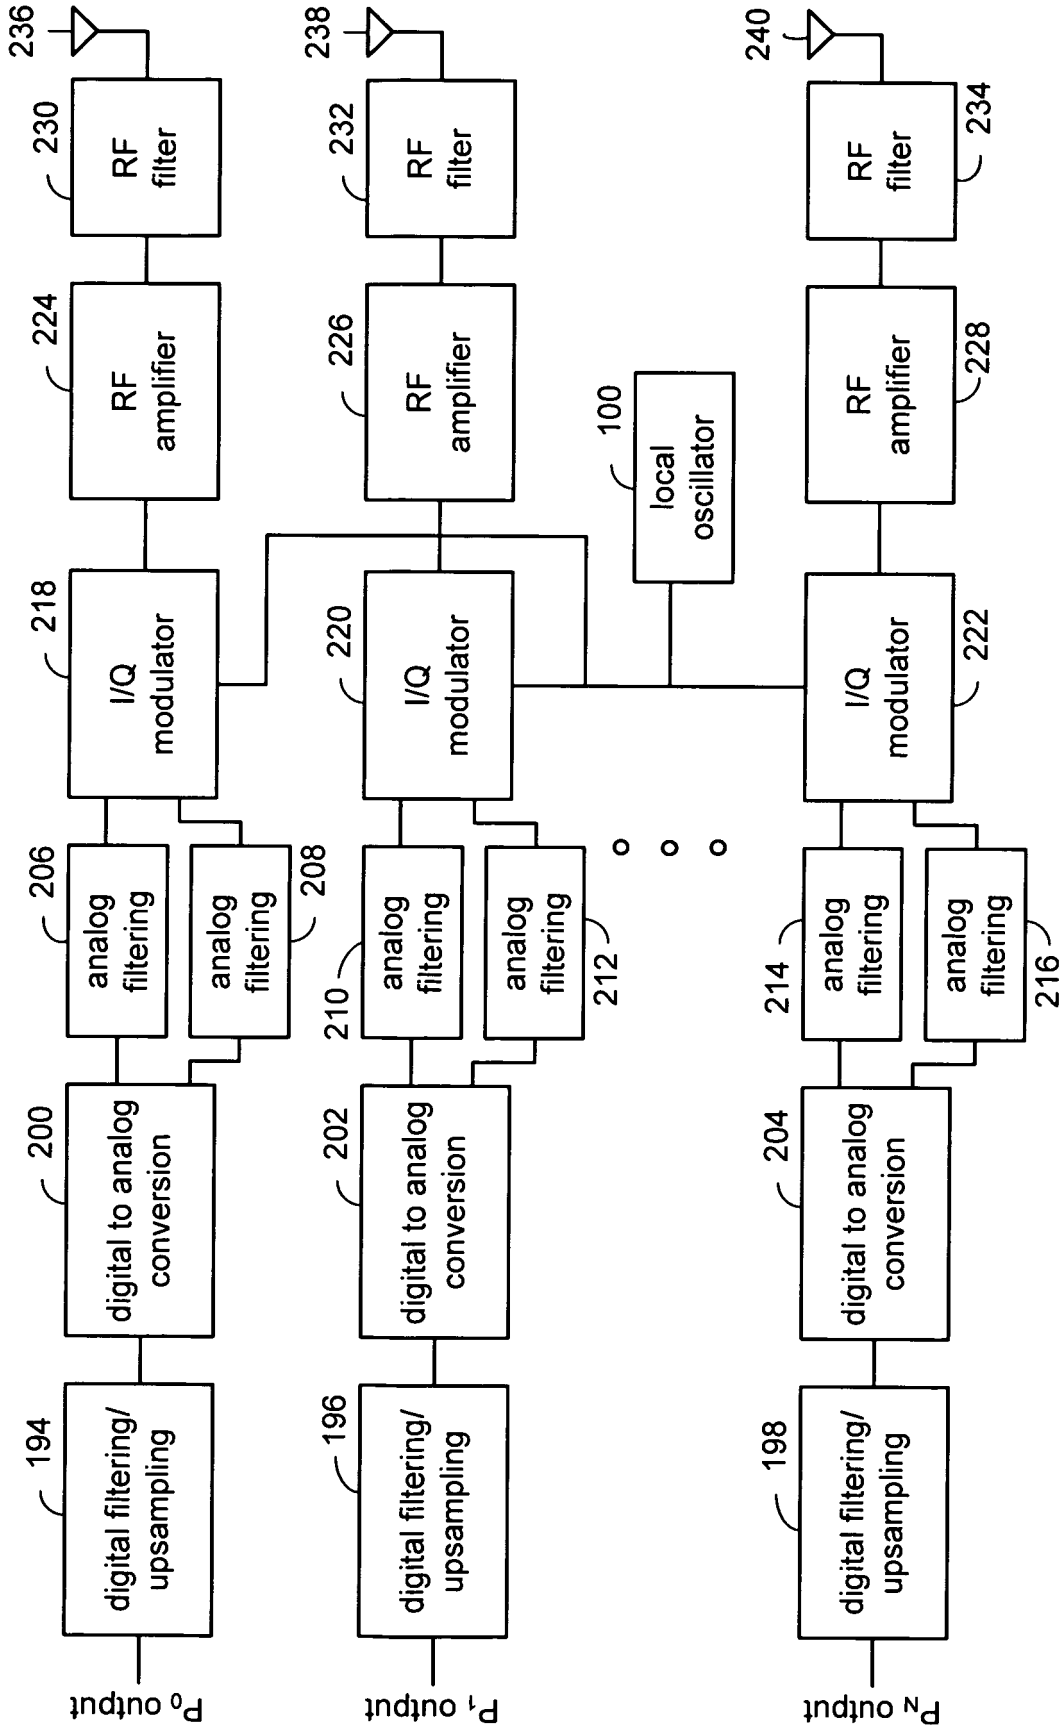 P0 output
194
digital filtering/
upsampling
200
digital to analog
conversion
206
analog
filtering
analog
filtering
208
218
I/Q
modulator
224
RF
amplifier
230
RF
filter
236
P1 output
196
digital filtering/
upsampling
202
digital to analog
conversion
210
analog
filtering
analog
filtering
212
220
I/Q
modulator
226
RF
amplifier
232
RF
filter
238
100
local
oscillator
PN output
198
digital filtering/
upsampling
204
digital to analog
conversion
214
analog
filtering
analog
filtering
216
I/Q
modulator
222
RF
amplifier
228
RF
filter
234
240